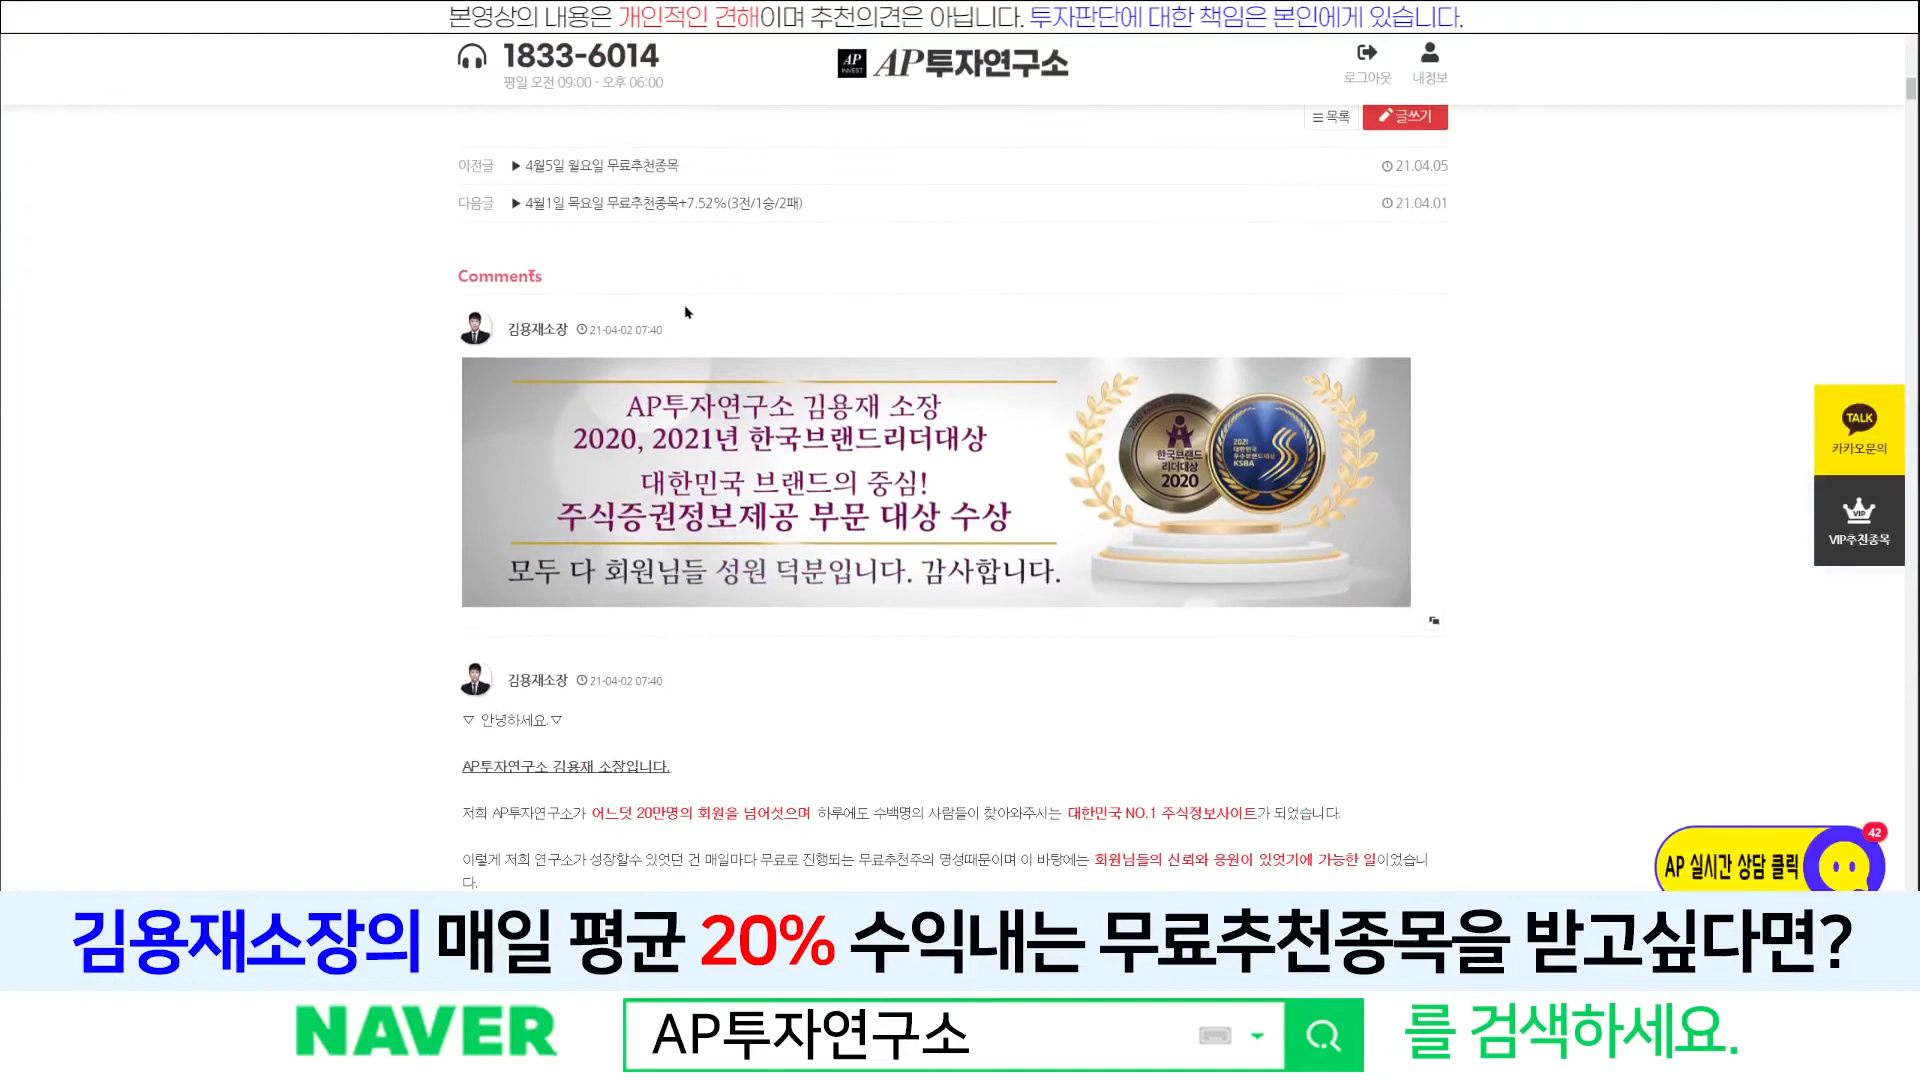 본영상의 내용은 개인적인 견해이며 추천의견은 아닙니다. 투자판단에 대한 책임은 본인에게 있습니다.
1833-6014
평일 오전 09:00 - 오후 06:00
AP INVEST AP투자연구소
로그아웃 내정보
목록 글쓰기
이전글 ▶ 4월5일 월요일 무료추천종목 21.04.05
다음글 ▶ 4월1일 목요일 무료추천종목+7.52%(3전/1승/2패) 21.04.01
Comments
김용재소장 21-04-02 07:40
AP투자연구소 김용재 소장
2020, 2021년 한국브랜드리더대상
대한민국 브랜드의 중심!
주식증권정보제공 부문 대상 수상
모두 다 회원님들 성원 덕분입니다. 감사합니다.
한국브랜드
리더대상
2020
2021
대한민국
우수브랜드대상
KSBA
TALK
카카오문의
VIP
VIP추천종목
김용재소장 21-04-02 07:40
▽ 안녕하세요.▽
AP투자연구소 김용재 소장입니다.
저희 AP투자연구소가 어느덧 20만명의 회원을 넘어섯으며 하루에도 수백명의 사람들이 찾아와주시는 대한민국 NO.1 주식정보사이트가 되었습니다.
이렇게 저희 연구소가 성장할수 있엇던 건 매일마다 무료로 진행되는 무료추천주의 명성때문이며 이 바탕에는 회원님들의 신뢰와 응원이 있엇기에 가능한 일이었습니
다.
42
AP 실시간 상담 클릭
김용재소장의 매일 평균 20% 수익내는 무료추천종목을 받고싶다면?
NAVER AP투자연구소 를 검색하세요.